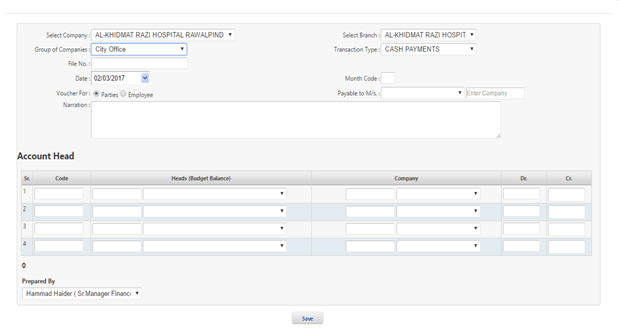 Select Company : AL-KHIDMAT RAZI HOSPITAL RAWALPIND Select Branch : AL-KHIDMAT RAZI HOSPIT
Group of Companies : City Office Transaction Type : CASH PAYMENTS
File No. :
Date : 02/03/2017 Month Code :
Voucher For : Parties Employee Payable to M/s. : Enter Company
Narration :
Account Head
Sr. Code Heads (Budget Balance) Company Dr. Cr.
1
2
3
4
0
Prepared By
Hammad Haider ( Sr.Manager Financ
Save